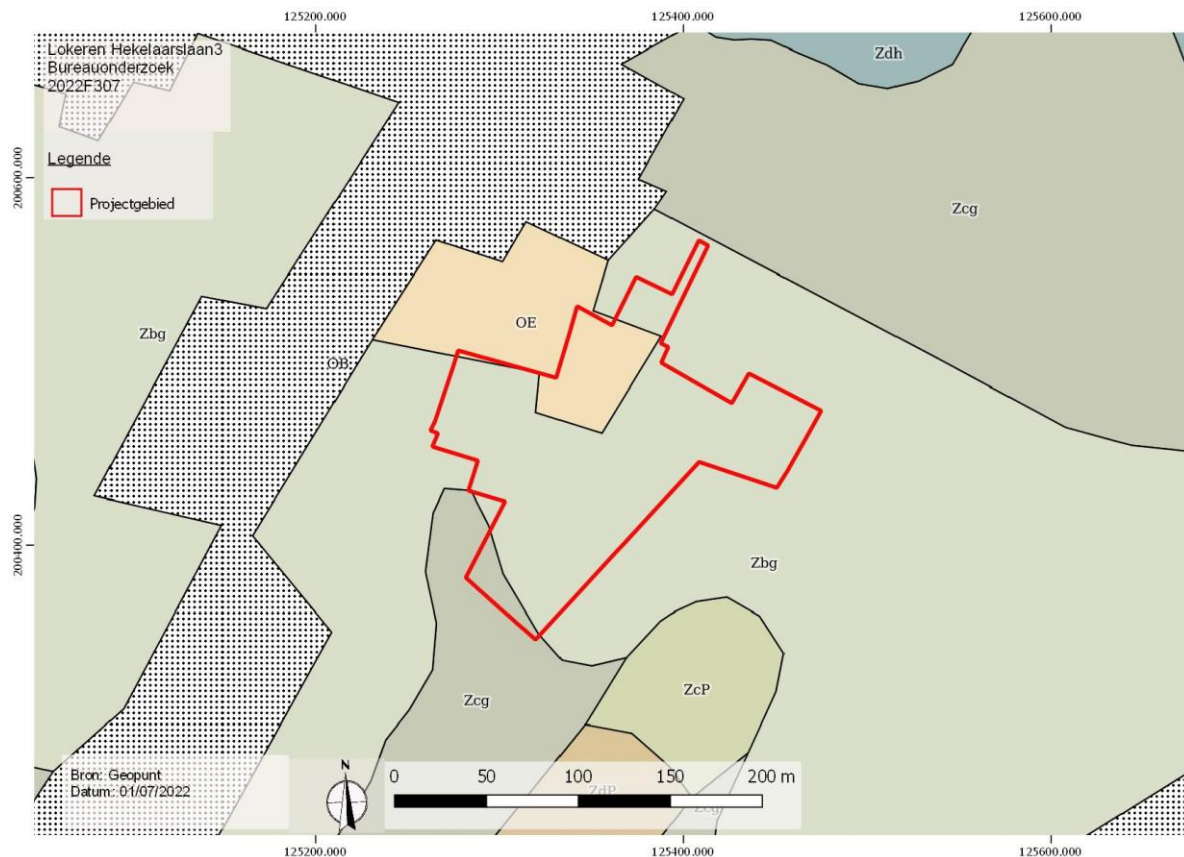 125200.000
125400.000
125600.000
Lokeren Hekelaarslaan3
Bureauonderzoek
2022F307
Zdh
Legende
200600.000
Projectgebied
Zcg
OE
Zbg
OB
200400.000
Zbg
ZcP
Zcg
Bron: Geopunt
Datum: 01/07/2022
N
0 50 100 150 200 m
ZdP
Zcg
125200.000
125400.000
125600.000